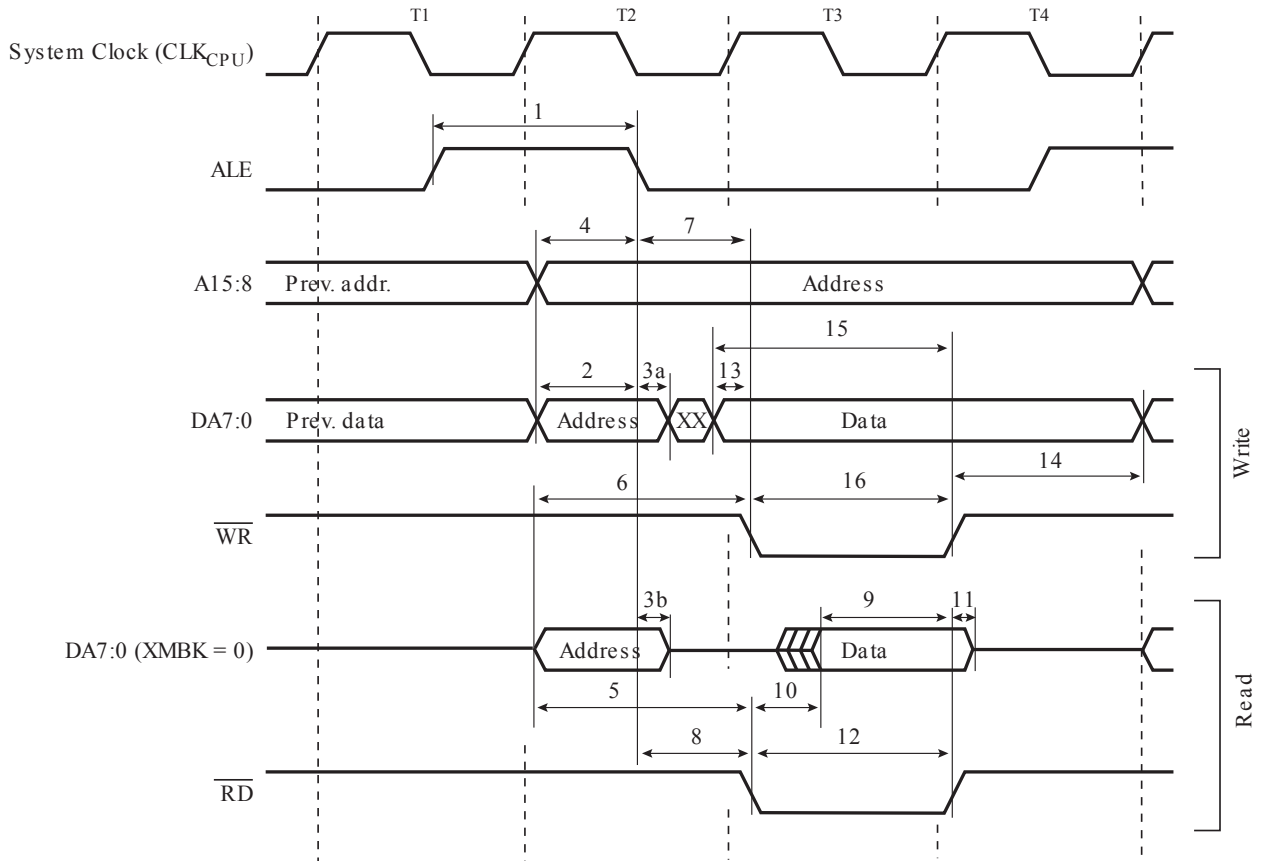 T1 T2 T3 T4
System Clock (CLKCPU)
1
ALE
4 7
A15:8 Prev. addr. Address
15
2 3a 13
DA7:0 Prev. data Address XX Data
14
6 16
WR
Write
3b 9 11
DA7:0 (XMBK = 0) Address Data
5 10
8 12
RD
Read